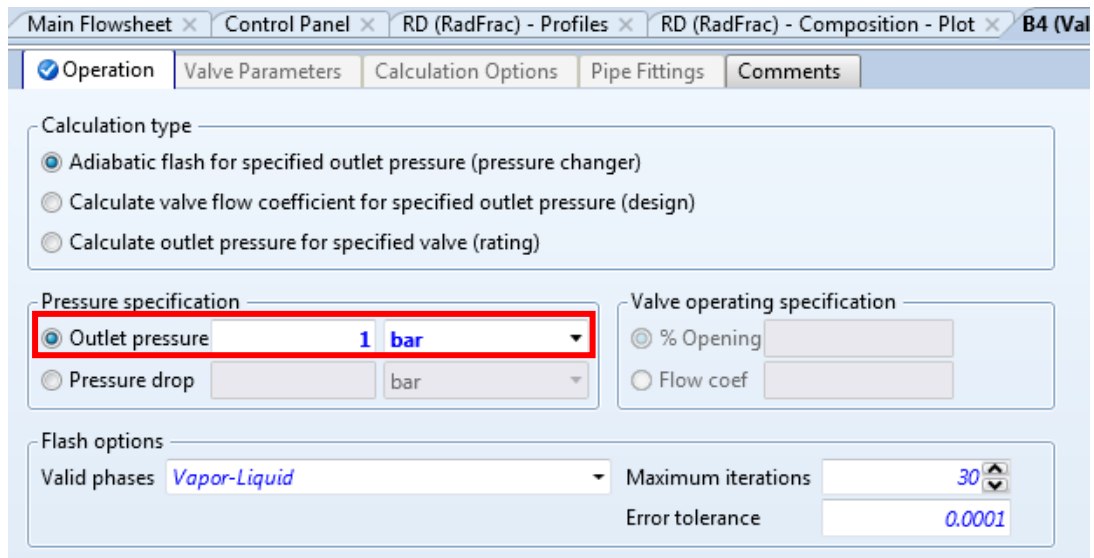 Main Flowsheet × Control Panel × RD (RadFrac) - Profiles × RD (RadFrac) - Composition - Plot × B4 (Val
Operation Valve Parameters Calculation Options Pipe Fittings Comments
Calculation type
Adiabatic flash for specified outlet pressure (pressure changer)
Calculate valve flow coefficient for specified outlet pressure (design)
Calculate outlet pressure for specified valve (rating)
Pressure specification Valve operating specification
Outlet pressure 1 bar % Opening
Pressure drop bar Flow coef
Flash options
Valid phases Vapor-Liquid Maximum iterations 30
Error tolerance 0.0001